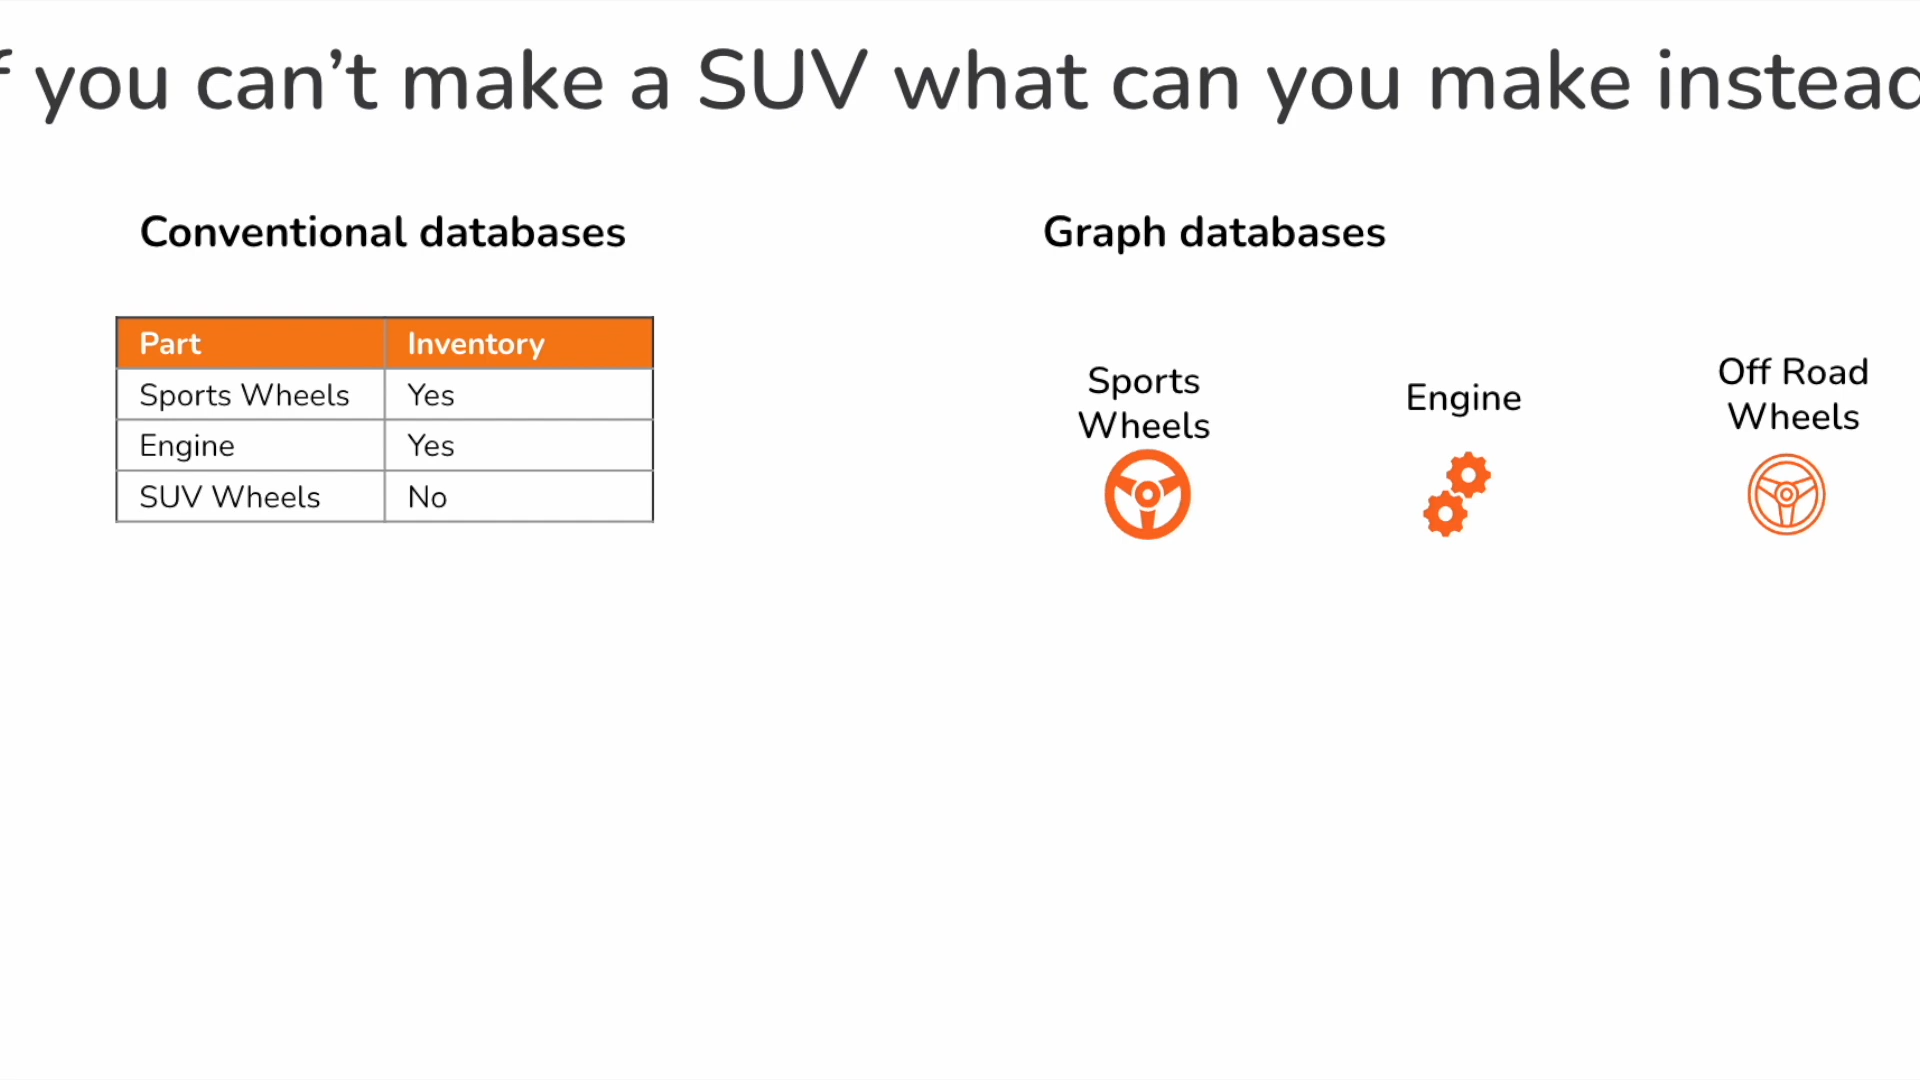 f you can’t make a SUV what can you make instead
Conventional databases
Graph databases
Part Inventory
Sports Wheels Yes
Engine Yes
SUV Wheels No
Sports
Wheels
Engine
Off Road
Wheels